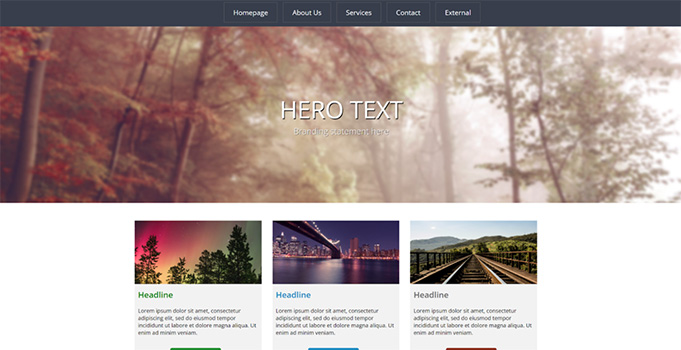 Homepage
About Us
Services
Contact
External
HERO TEXT
Branding statement here
Headline
Lorem ipsum dolor sit amet, consectetur
adipiscing elit, sed do eiusmod tempor
incididunt ut labore et dolore magna aliqua. Ut
enim ad minim veniam.
Headline
Lorem ipsum dolor sit amet, consectetur
adipiscing elit, sed do eiusmod tempor
incididunt ut labore et dolore magna aliqua. Ut
enim ad minim veniam.
Headline
Lorem ipsum dolor sit amet, consectetur
adipiscing elit, sed do eiusmod tempor
incididunt ut labore et dolore magna aliqua. Ut
enim ad minim veniam.